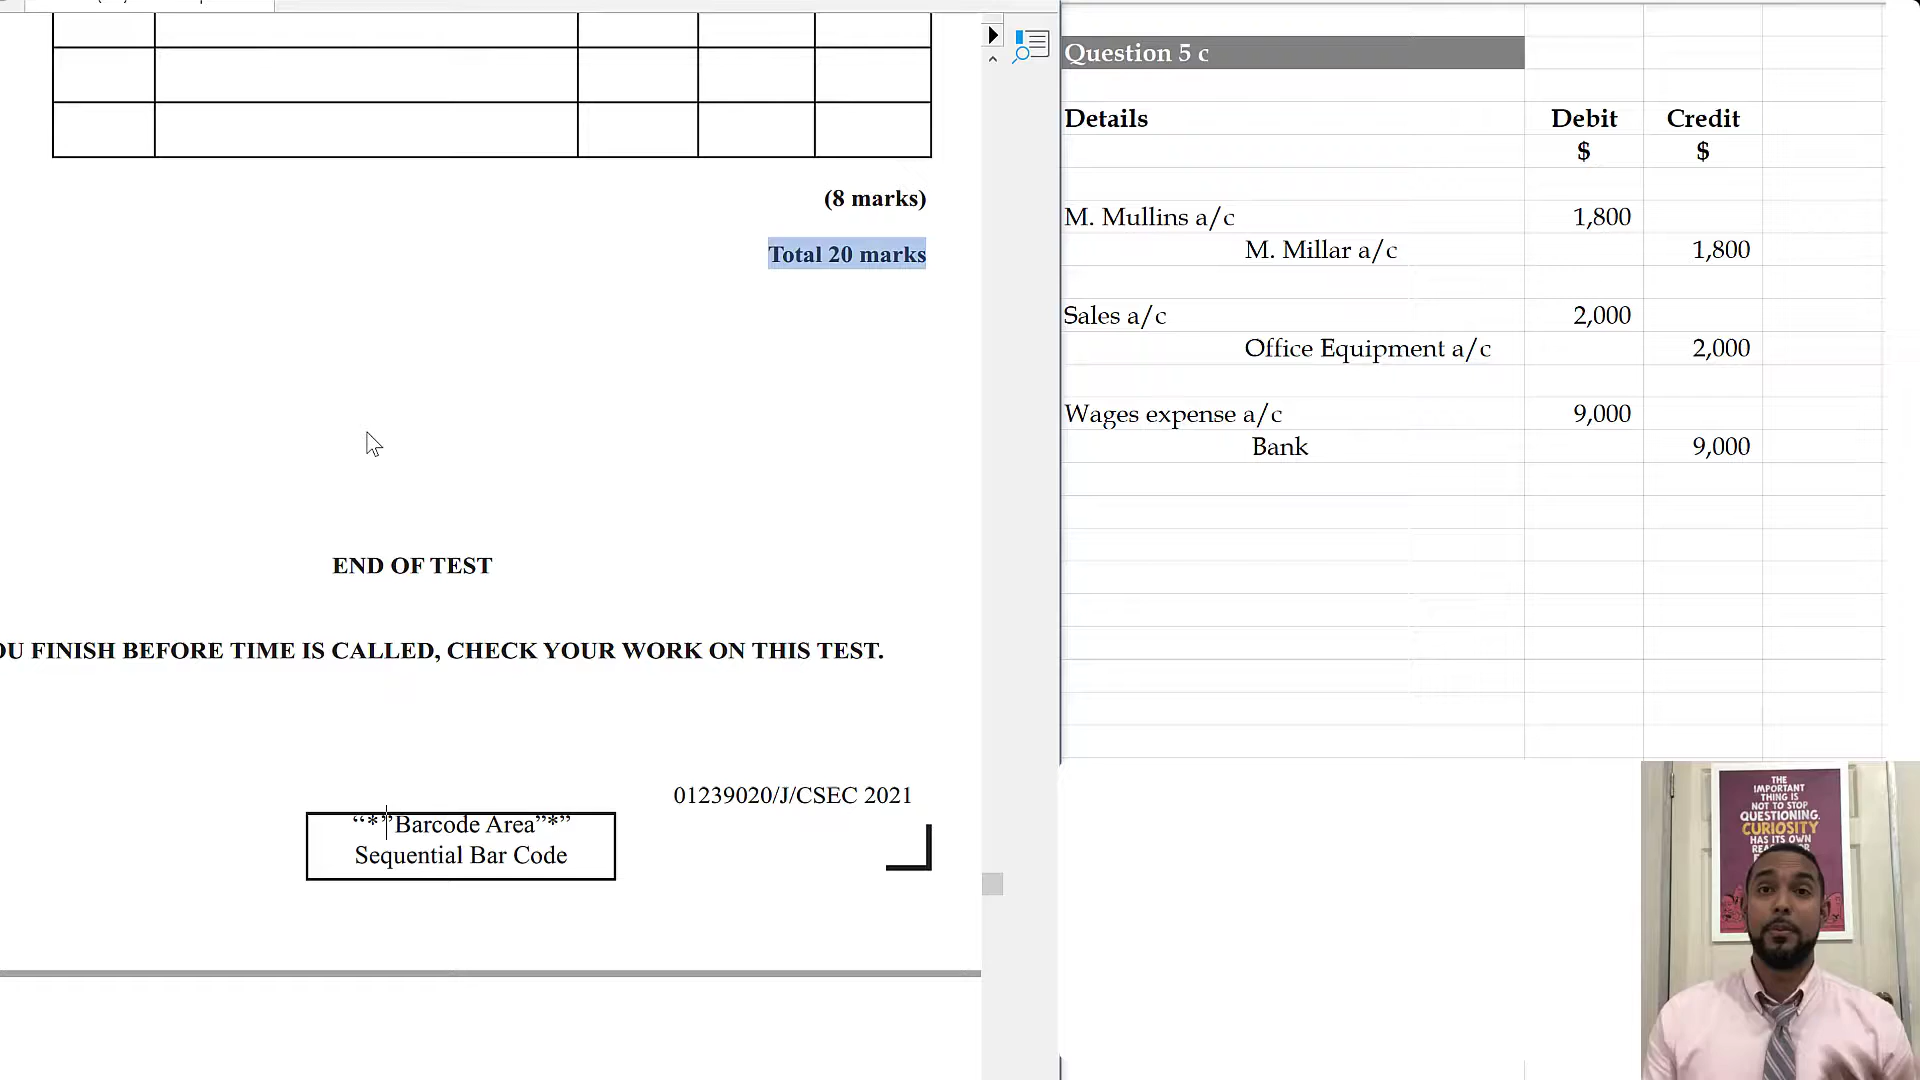 (8 marks)
Total 20 marks
END OF TEST
OU FINISH BEFORE TIME IS CALLED, CHECK YOUR WORK ON THIS TEST.
01239020/J/CSEC 2021
“*”Barcode Area”*”
Sequential Bar Code
Question 5 c
Details Debit Credit
$ $
M. Mullins a/c 1,800
M. Millar a/c 1,800
Sales a/c 2,000
Office Equipment a/c 2,000
Wages expense a/c 9,000
Bank 9,000
THE
IMPORTANT
THING IS
NOT TO STOP
QUESTIONING.
CURIOSITY
HAS ITS OWN